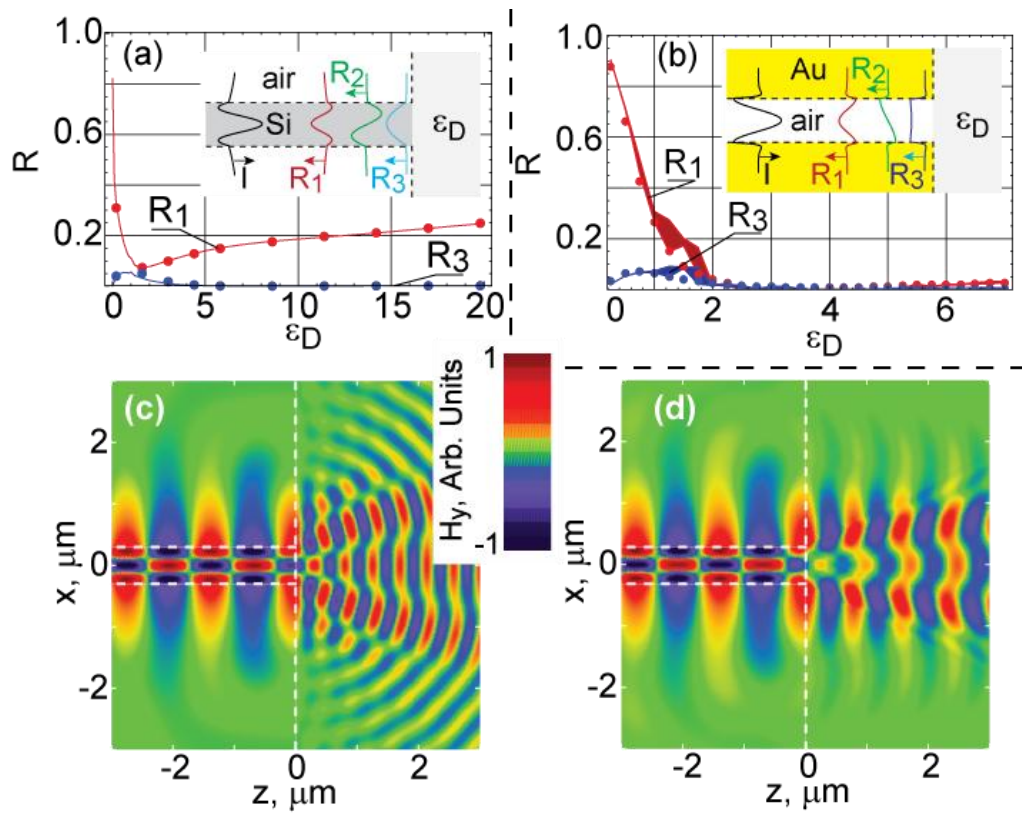 (a)
R
1.0
0.6
0.2
0
5
10
15
20
εD
air
Si
I
R1
R2
R3
εD
R1
R3
(b)
R
1.0
0.6
0.2
0
2
4
6
εD
Au
air
I
R1
R2
R3
εD
R1
R3
(c)
x, μm
2
0
-2
-2
0
2
z, μm
Hy, Arb. Units
1
-1
(d)
x, μm
2
0
-2
-2
0
2
z, μm